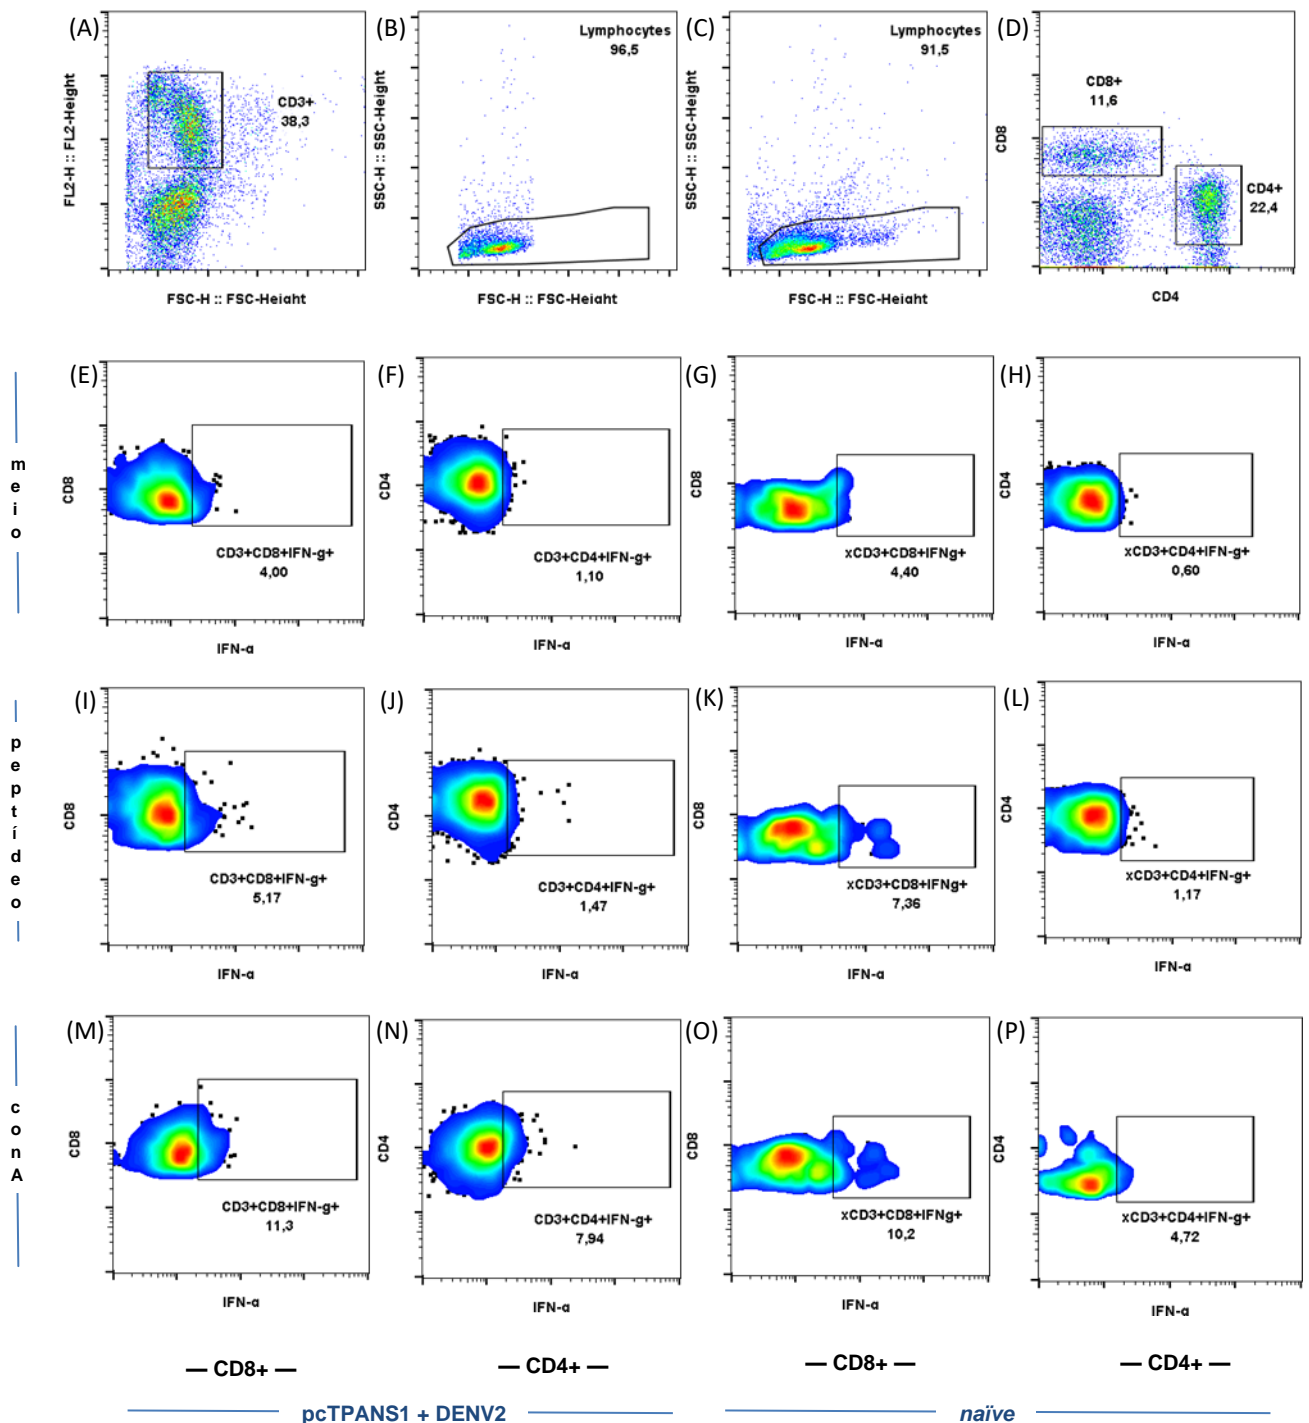 (A)
FL2-H :: FL2-Height
CD3+
38,3
FSC-H :: FSC-Height
(B)
SSC-H :: SSC-Height
Lymphocytes
96,5
FSC-H :: FSC-Height
(C)
SSC-H :: SSC-Height
Lymphocytes
91,5
FSC-H :: FSC-Height
(D)
CD8
CD8+
11,6
CD4+
22,4
CD4
meio
(E)
CD8
CD3+CD8+IFN-g+
4,00
IFN-α
(F)
CD4
CD3+CD4+IFN-g+
1,10
IFN-α
(G)
CD8
xCD3+CD8+IFNg+
4,40
IFN-α
(H)
CD4
xCD3+CD4+IFN-g+
0,60
IFN-α
peptídeo
(I)
CD8
CD3+CD8+IFN-g+
5,17
IFN-α
(J)
CD4
CD3+CD4+IFN-g+
1,47
IFN-α
(K)
CD8
xCD3+CD8+IFNg+
7,36
IFN-α
(L)
CD4
xCD3+CD4+IFN-g+
1,17
IFN-α
conA
(M)
CD8
CD3+CD8+IFN-g+
11,3
IFN-α
(N)
CD4
CD3+CD4+IFN-g+
7,94
IFN-α
(O)
CD8
xCD3+CD8+IFNg+
10,2
IFN-α
(P)
CD4
xCD3+CD4+IFN-g+
4,72
IFN-α
— CD8+ —
— CD4+ —
— CD8+ —
— CD4+ —
pcTPANS1 + DENV2
naïve